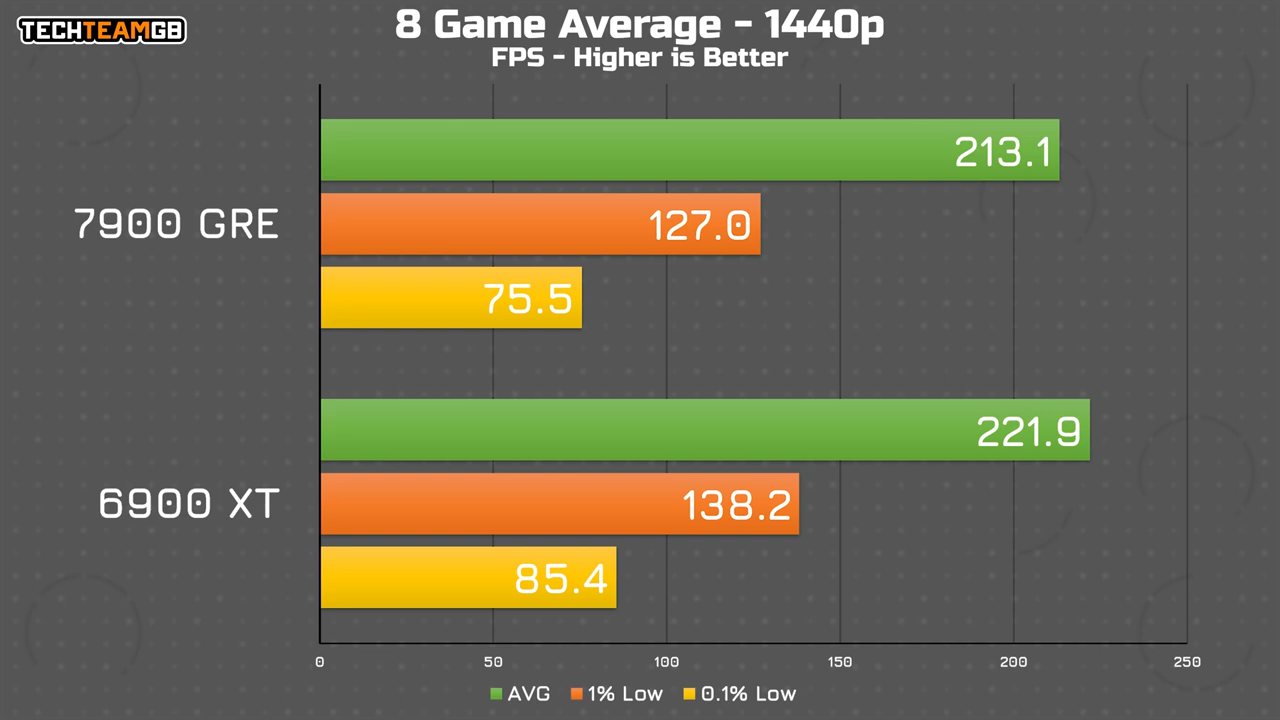 TECHTEAMGB
8 Game Average - 1440p
FPS - Higher is Better
213.1
127.0
7900 GRE
75.5
221.9
138.2
6900 XT
85.4
0 50 100 150 200 250
AVG 1% Low 0.1% Low